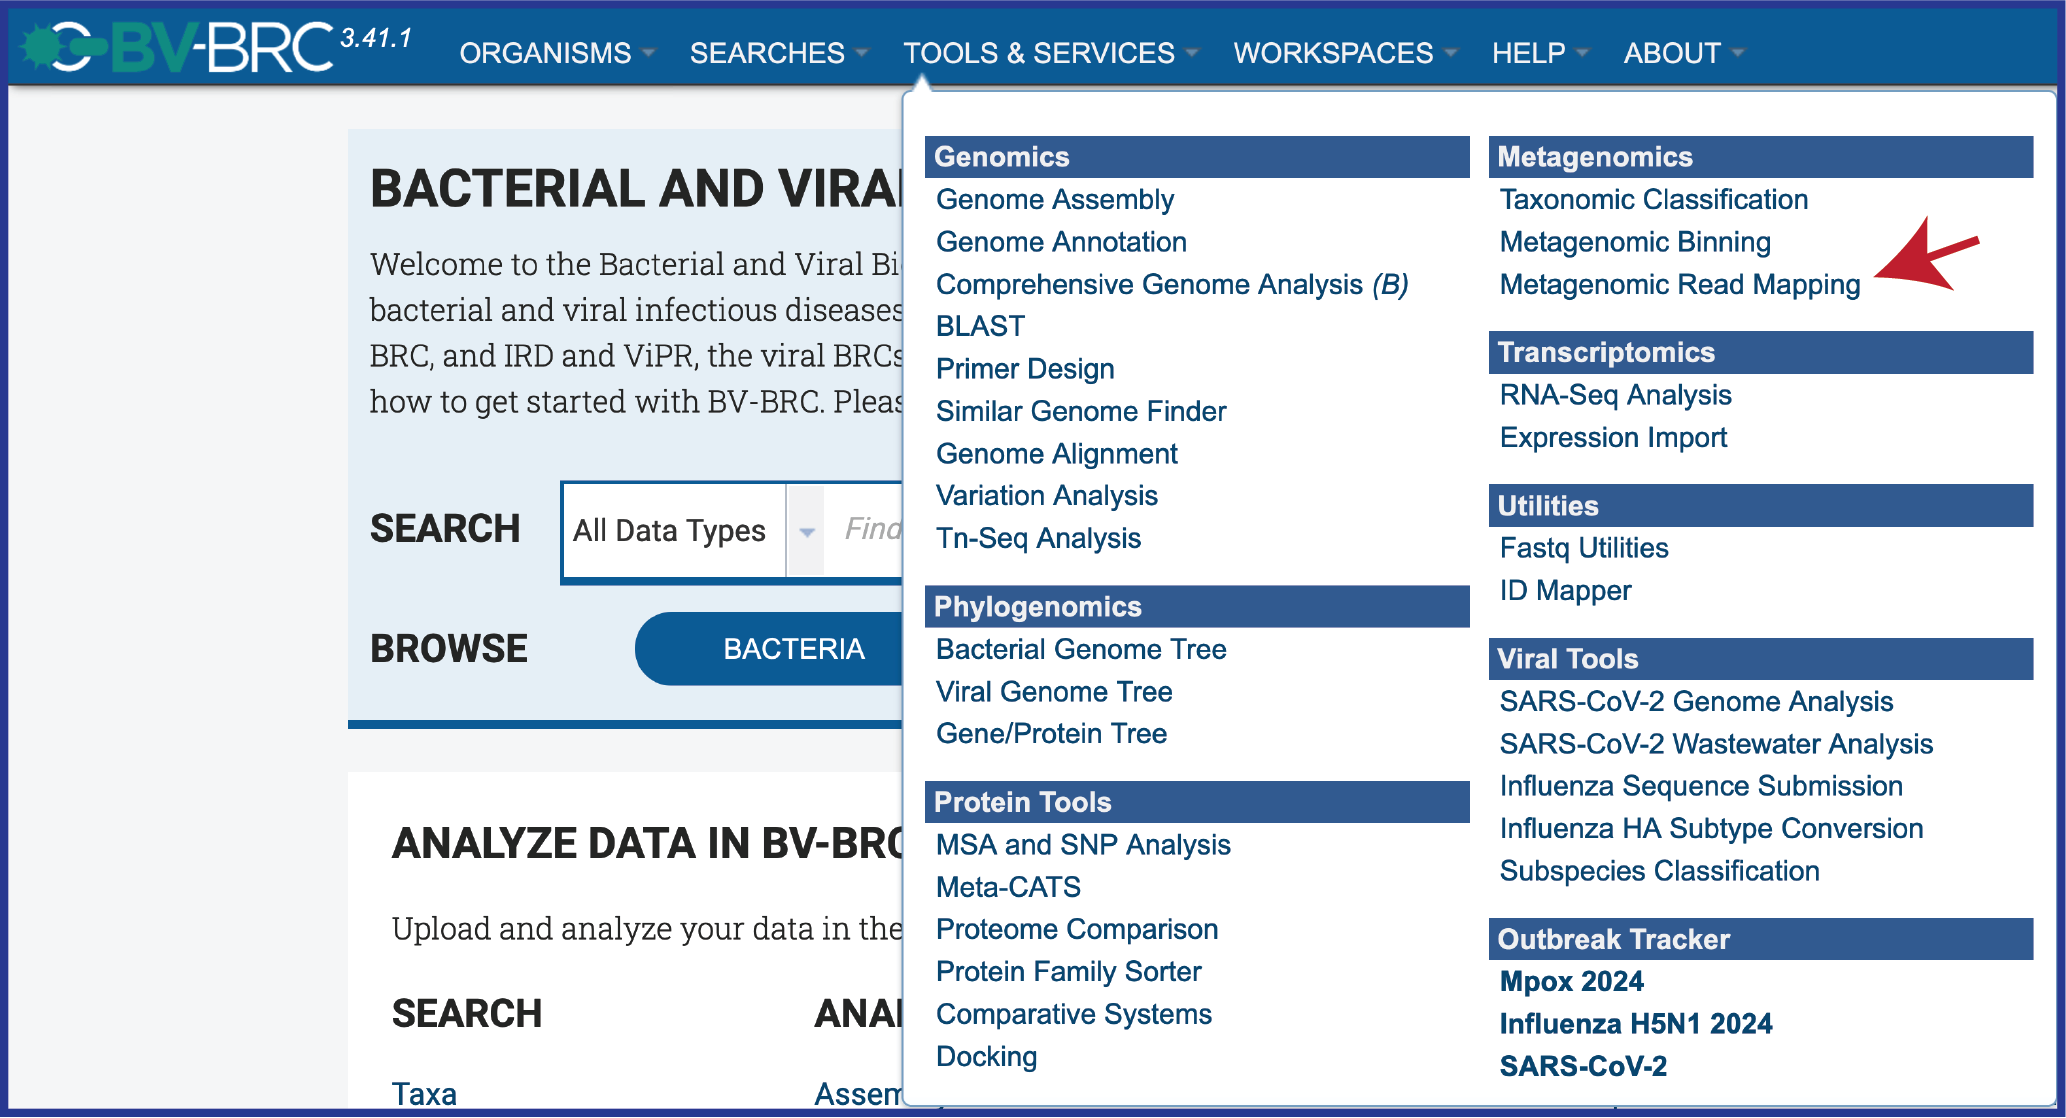 BV-BRC 3.41.1
ORGANISMS SEARCHES TOOLS & SERVICES WORKSPACES HELP ABOUT
BACTERIAL AND VIRAL
Welcome to the Bacterial and Viral Bi
bacterial and viral infectious diseases
BRC, and IRD and ViPR, the viral BRCs
how to get started with BV-BRC. Pleas
SEARCH All Data Types Find
BROWSE BACTERIA
ANALYZE DATA IN BV-BRC
Upload and analyze your data in the
SEARCH ANA
Taxa Assem
Genomics
Genome Assembly
Genome Annotation
Comprehensive Genome Analysis (B)
BLAST
Primer Design
Similar Genome Finder
Genome Alignment
Variation Analysis
Tn-Seq Analysis
Phylogenomics
Bacterial Genome Tree
Viral Genome Tree
Gene/Protein Tree
Protein Tools
MSA and SNP Analysis
Meta-CATS
Proteome Comparison
Protein Family Sorter
Comparative Systems
Docking
Metagenomics
Taxonomic Classification
Metagenomic Binning
Metagenomic Read Mapping
Transcriptomics
RNA-Seq Analysis
Expression Import
Utilities
Fastq Utilities
ID Mapper
Viral Tools
SARS-CoV-2 Genome Analysis
SARS-CoV-2 Wastewater Analysis
Influenza Sequence Submission
Influenza HA Subtype Conversion
Subspecies Classification
Outbreak Tracker
Mpox 2024
Influenza H5N1 2024
SARS-CoV-2